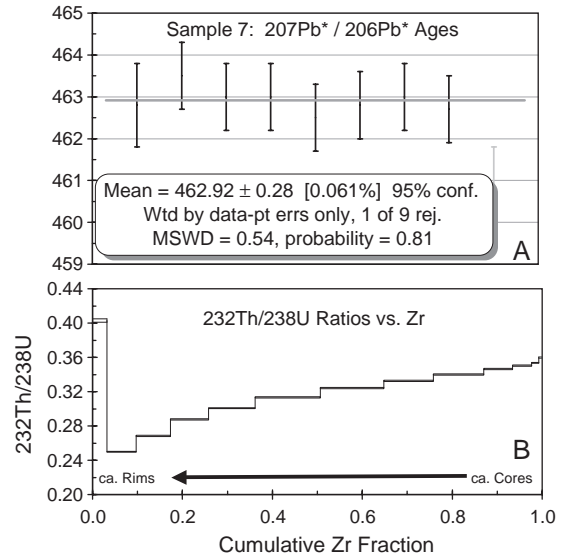 465
464
463
462
461
460
459
Sample 7: 207Pb* / 206Pb* Ages
Mean = 462.92 ± 0.28 [0.061%] 95% conf.
Wtd by data-pt errs only, 1 of 9 rej.
MSWD = 0.54, probability = 0.81
A
0.44
0.40
0.36
0.32
0.28
0.24
0.20
232Th/238U
232Th/238U Ratios vs. Zr
B
ca. Rims
ca. Cores
0.0 0.2 0.4 0.6 0.8 1.0
Cumulative Zr Fraction